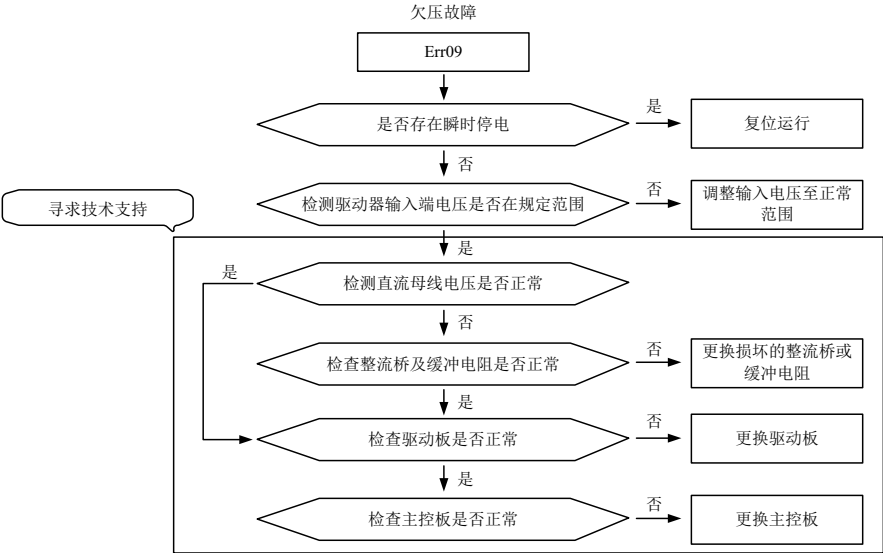 欠压故障
Err09
是否存在瞬时停电
是
复位运行
否
检测驱动器输入端电压是否在规定范围
否
调整输入电压至正常
范围
寻求技术支持
是
检测直流母线电压是否正常
是
否
检查整流桥及缓冲电阻是否正常
否
更换损坏的整流桥或
缓冲电阻
是
检查驱动板是否正常
否
更换驱动板
是
检查主控板是否正常
否
更换主控板